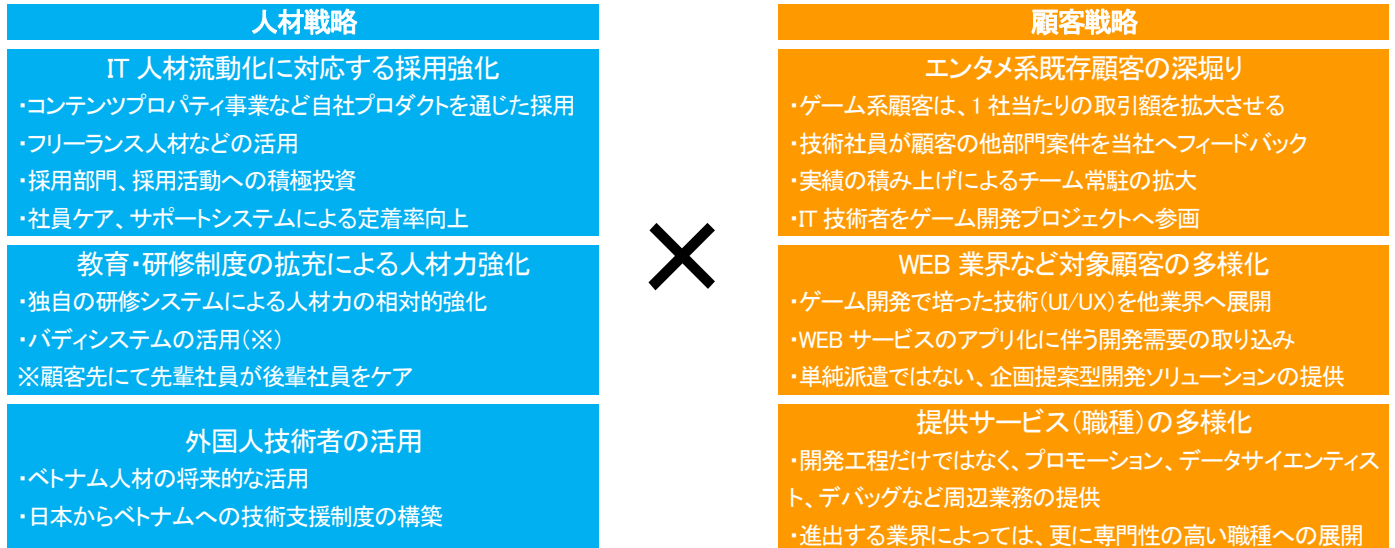 人材戦略
IT 人材流動化に対応する採用強化
・コンテンツプロパティ事業など自社プロダクトを通じた採用
・フリーランス人材などの活用
・採用部門、採用活動への積極投資
・社員ケア、サポートシステムによる定着率向上
教育・研修制度の拡充による人材力強化
・独自の研修システムによる人材力の相対的強化
・バディシステムの活用(※)
※顧客先にて先輩社員が後輩社員をケア
外国人技術者の活用
・ベトナム人材の将来的な活用
・日本からベトナムへの技術支援制度の構築
×
顧客戦略
エンタメ系既存顧客の深堀り
・ゲーム系顧客は、1 社当たりの取引額を拡大させる
・技術社員が顧客の他部門案件を当社へフィードバック
・実績の積み上げによるチーム常駐の拡大
・IT 技術者をゲーム開発プロジェクトへ参画
WEB 業界など対象顧客の多様化
・ゲーム開発で培った技術(UI/UX)を他業界へ展開
・WEB サービスのアプリ化に伴う開発需要の取り込み
・単純派遣ではない、企画提案型開発ソリューションの提供
提供サービス(職種)の多様化
・開発工程だけではなく、プロモーション、データサイエンティス
ト、デバッグなど周辺業務の提供
・進出する業界によっては、更に専門性の高い職種への展開